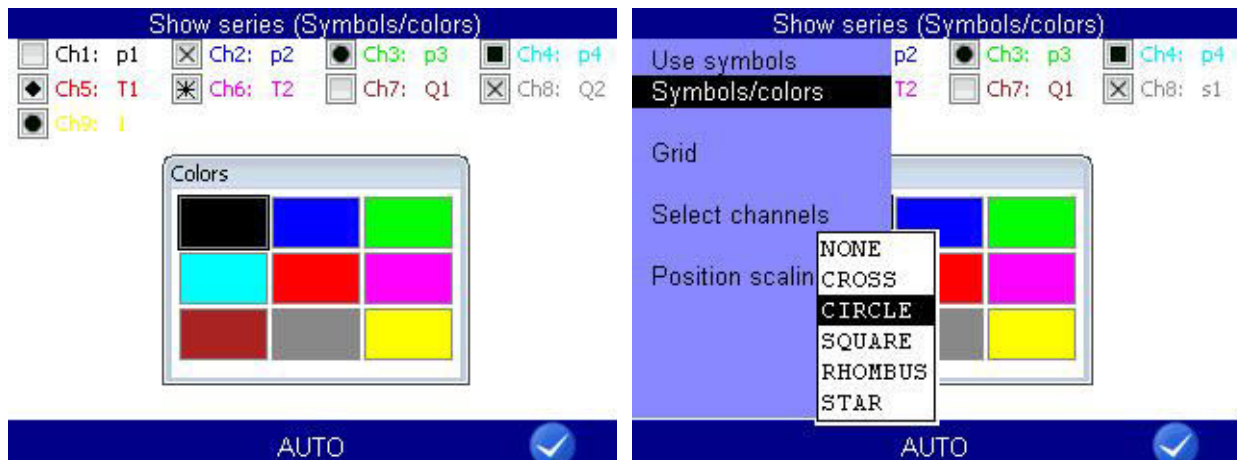 Show series (Symbols/colors)
Ch1: p1 Ch2: p2 Ch3: p3 Ch4: p4
Ch5: T1 Ch6: T2 Ch7: Q1 Ch8: Q2
Ch9: I
Colors
AUTO
Show series (Symbols/colors)
Use symbols p2 Ch3: p3 Ch4: p4
Symbols/colors T2 Ch7: Q1 Ch8: s1
Grid
Select channels
Position scalin
NONE
CROSS
CIRCLE
SQUARE
RHOMBUS
STAR
AUTO